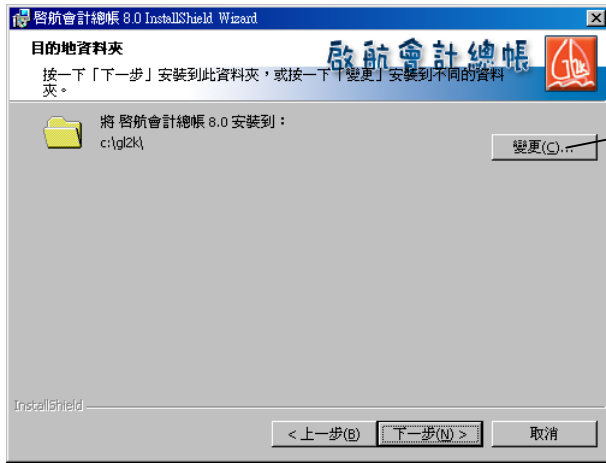 啓航會計總帳 8.0 InstallShield Wizard
目的地資料夾
啟航會計總帳
Gl2k
按一下「下一步」安裝到此資料夾，或按一下「變更」安裝到不同的資料
夾。
將 啓航會計總帳 8.0 安裝到：
c:\gl2k\
變更(C)...
InstallShield
< 上一步(B)
下一步(N) >
取消